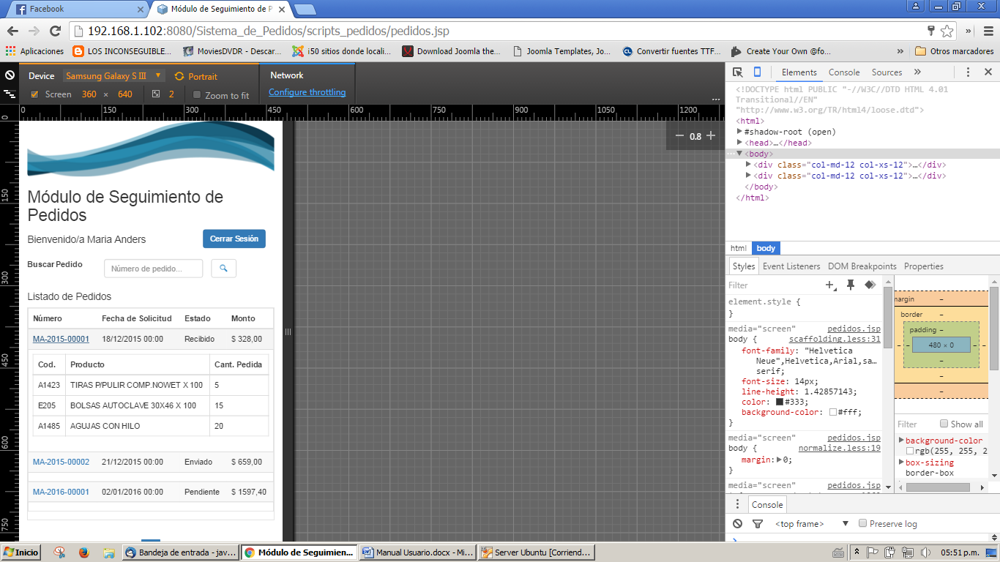 Facebook
Módulo de Seguimiento de P
192.168.1.102:8080/Sistema_de_Pedidos/scripts_pedidos/pedidos.jsp
Aplicaciones LOS INCONSEGUIBLE... MoviesDVDR - Descar... i50 sitios donde locali... Download Joomla the... Joomla Templates, Jo... Convertir fuentes TTF... Create Your Own @fo... » Otros marcadores
Device Samsung Galaxy S III ▼ Portrait
Screen 360 × 640 2 Zoom to fit
Network
Configure throttling
...
0 150 300 450 600 750 900 1050 1200
0 150 300 450 600 750
− 0.8 +
Módulo de Seguimiento de
Pedidos
Bienvenido/a Maria Anders Cerrar Sesión
Buscar Pedido Número de pedido...
Listado de Pedidos
Número Fecha de Solicitud Estado Monto
MA-2015-00001 18/12/2015 00:00 Recibido $ 328,00
Cod. Producto Cant. Pedida
A1423 TIRAS P/PULIR COMP.NOWET X 100 5
E205 BOLSAS AUTOCLAVE 30X46 X 100 15
A1485 AGUJAS CON HILO 20
MA-2015-00002 21/12/2015 00:00 Enviado $ 659,00
MA-2016-00001 02/01/2016 00:00 Pendiente $ 1597,40
Elements Console Sources »
<!DOCTYPE html PUBLIC "-//W3C//DTD HTML 4.01
Transitional//EN"
"http://www.w3.org/TR/html4/loose.dtd">
<html>
▶#shadow-root (open)
▶<head>…</head>
...▼<body>
▶<div class="col-md-12 col-xs-12">…</div>
▶<div class="col-md-12 col-xs-12">…</div>
</body>
</html>
html body
Styles Event Listeners DOM Breakpoints Properties
Filter
element.style {
}
media="screen" pedidos.jsp
body { scaffolding.less:31
font-family: "Helvetica
Neue",Helvetica,Arial,sa…
serif;
font-size: 14px;
line-height: 1.42857143;
color: #333;
background-color: #fff;
}
media="screen" pedidos.jsp
body { normalize.less:19
margin:▶0;
}
media="screen" pedidos.jsp
margin –
border –
padding –
– – 480 × 0 – –
–
–
–
Filter Show all
▶background-color
rgb(255, 255, 2
▶box-sizing
border-box
Console
<top frame> ▼ Preserve log
›
Inicio
Bandeja de entrada - jav...
Módulo de Seguimien...
Manual Usuario.docx - Mi...
Server Ubuntu [Corriend...
05:51 p.m.